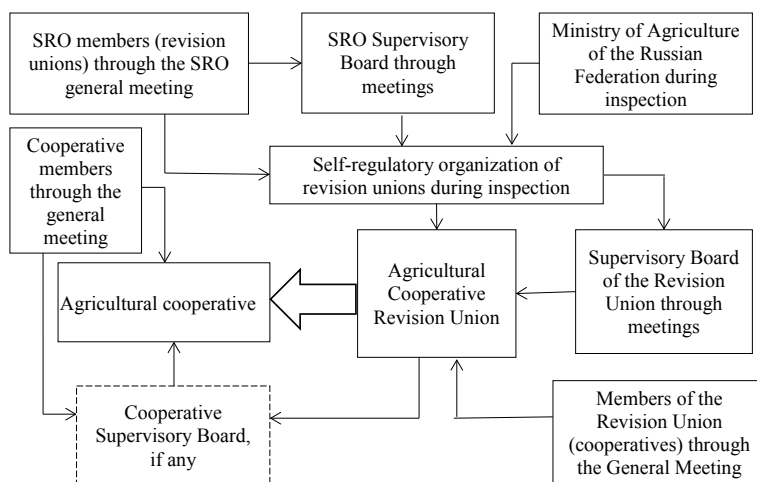 SRO members (revision
unions) through the SRO
general meeting
SRO Supervisory
Board through
meetings
Ministry of Agriculture
of the Russian
Federation during
inspection
Cooperative
members
through the
general
meeting
Self-regulatory organization of
revision unions during inspection
Agricultural cooperative
Agricultural
Cooperative
Revision Union
Supervisory Board
of the Revision
Union through
meetings
Cooperative
Supervisory Board,
if any
Members of the
Revision Union
(cooperatives) through
the General Meeting